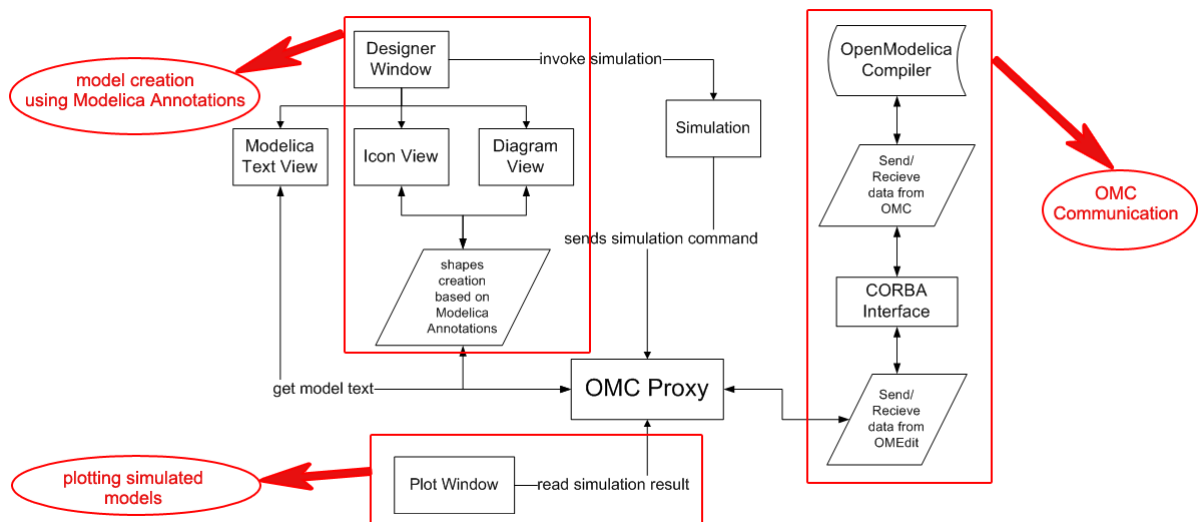 model creation
using Modelica Annotations
Designer
Window
invoke simulation
Modelica
Text View
Icon View
Diagram
View
Simulation
shapes
creation
based on
Modelica
Annotations
sends simulation command
get model text
OMC Proxy
plotting simulated
models
Plot Window
read simulation result
OpenModelica
Compiler
Send/
Recieve
data from
OMC
CORBA
Interface
Send/
Recieve
data from
OMEdit
OMC
Communication